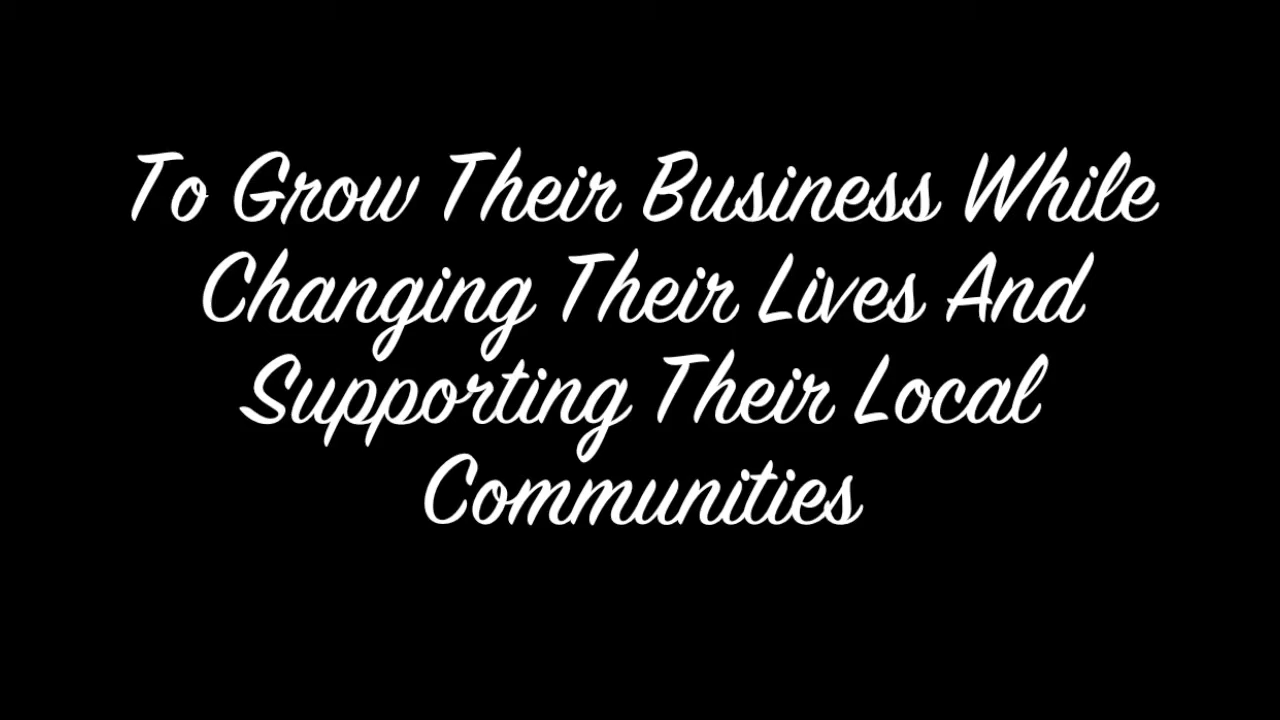 To Grow Their Business While
Changing Their Lives And
Supporting Their Local
Communities